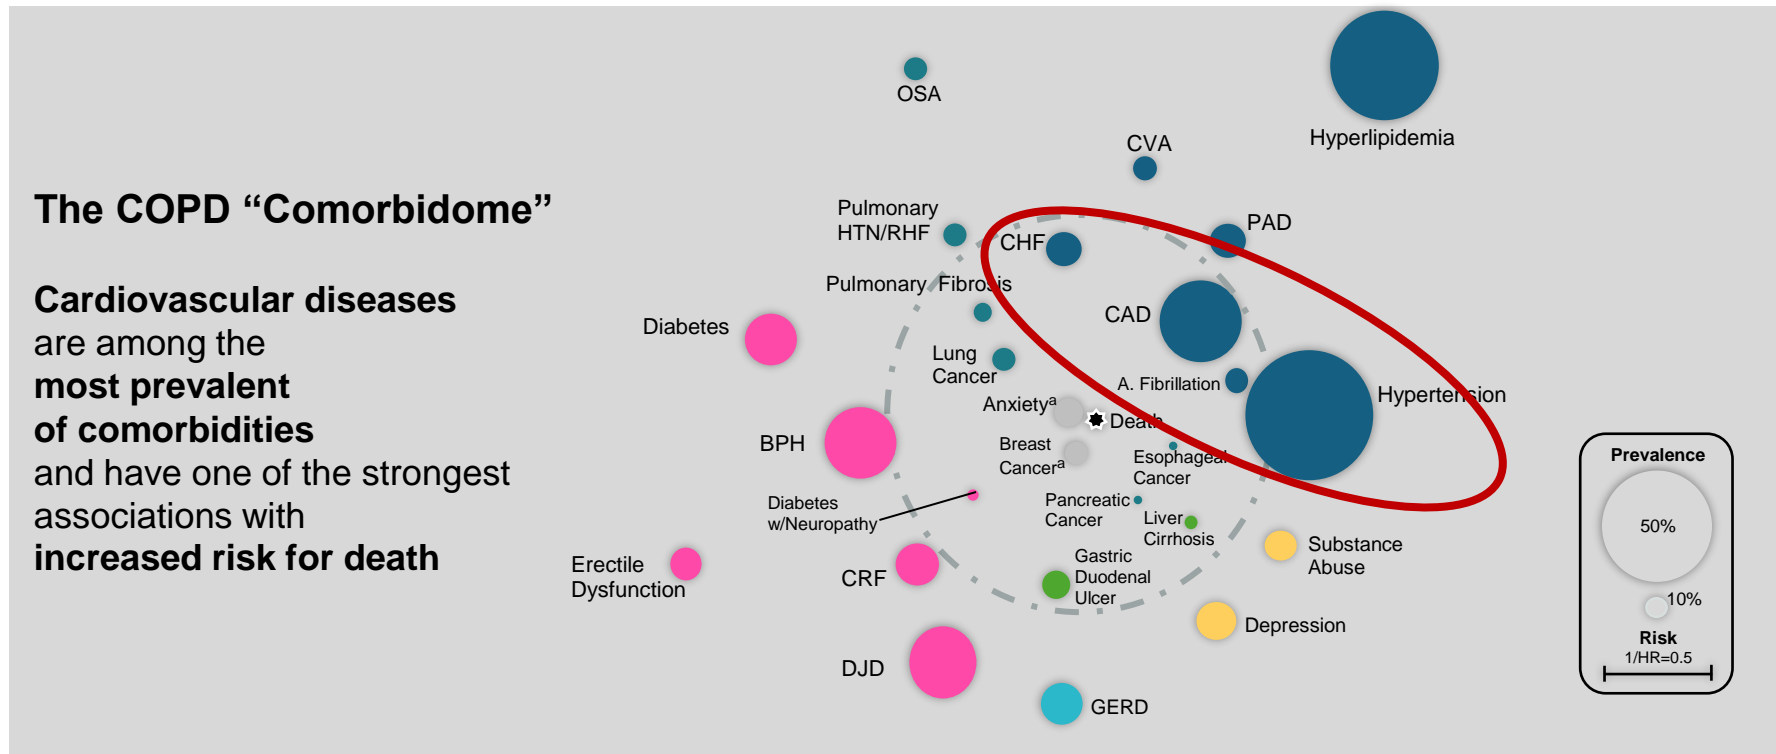 The COPD “Comorbidome”
Cardiovascular diseases
are among the
most prevalent
of comorbidities
and have one of the strongest
associations with
increased risk for death
OSA
Hyperlipidemia
CVA
Pulmonary
HTN/RHF
CHF
PAD
Pulmonary Fibrosis
Diabetes
CAD
Lung
Cancer
A. Fibrillation
Hypertension
Anxietyᵃ
Death
BPH
Breast
Cancerᵃ
Esophageal
Cancer
Diabetes
w/Neuropathy
Pancreatic
Cancer
Liver
Cirrhosis
Erectile
Dysfunction
CRF
Gastric
Duodenal
Ulcer
Substance
Abuse
Depression
DJD
GERD
Prevalence
50%
10%
Risk
1/HR=0.5